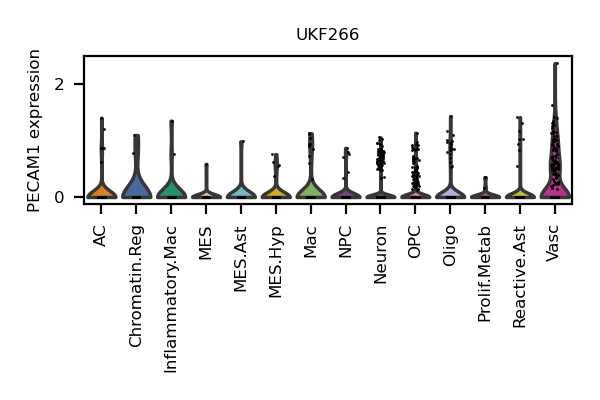 UKF266
PECAM1 expression
2
0
AC
Chromatin.Reg
Inflammatory.Mac
MES
MES.Ast
MES.Hyp
Mac
NPC
Neuron
OPC
Oligo
Prolif.Metab
Reactive.Ast
Vasc